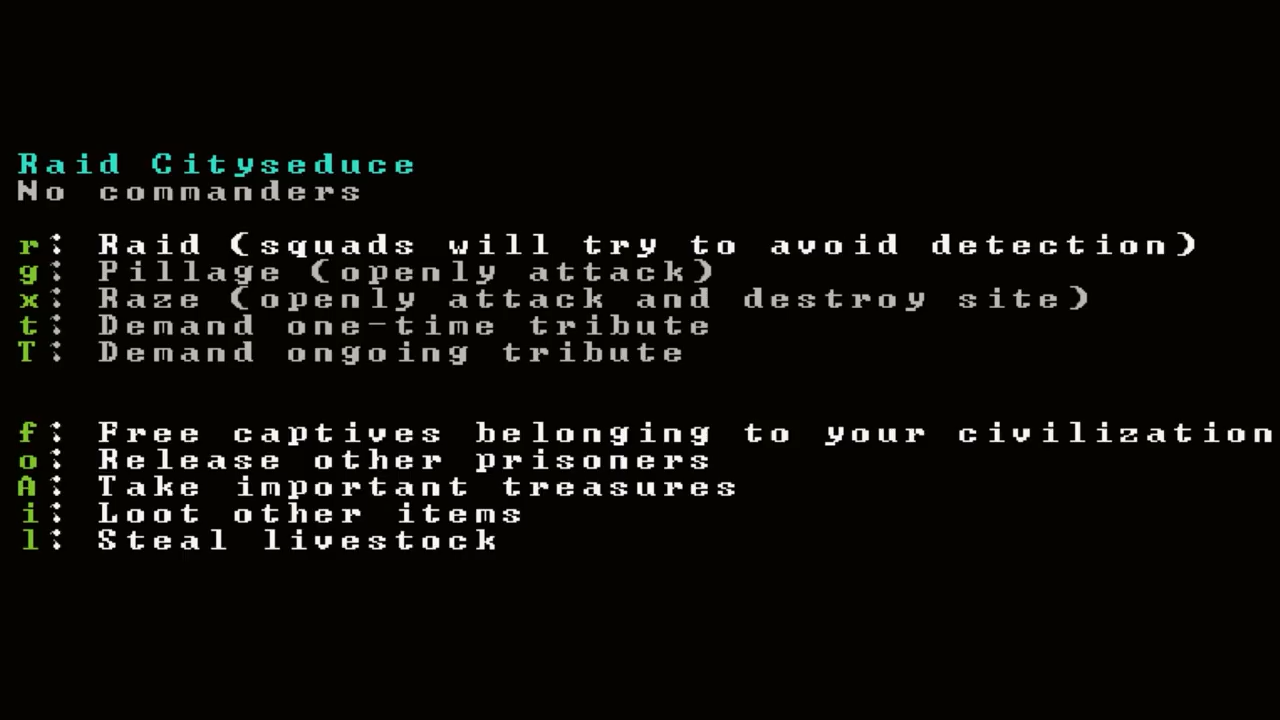 Raid Cityseduce
No commanders
r: Raid (squads will try to avoid detection)
g: Pillage (openly attack)
x: Raze (openly attack and destroy site)
t: Demand one-time tribute
T: Demand ongoing tribute
f: Free captives belonging to your civilization
o: Release other prisoners
A: Take important treasures
i: Loot other items
l: Steal livestock